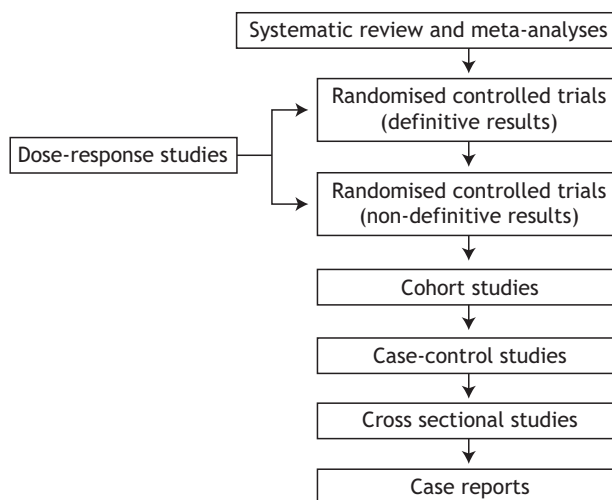 Systematic review and meta-analyses
Randomised controlled trials
(definitive results)
Dose-response studies
Randomised controlled trials
(non-definitive results)
Cohort studies
Case-control studies
Cross sectional studies
Case reports